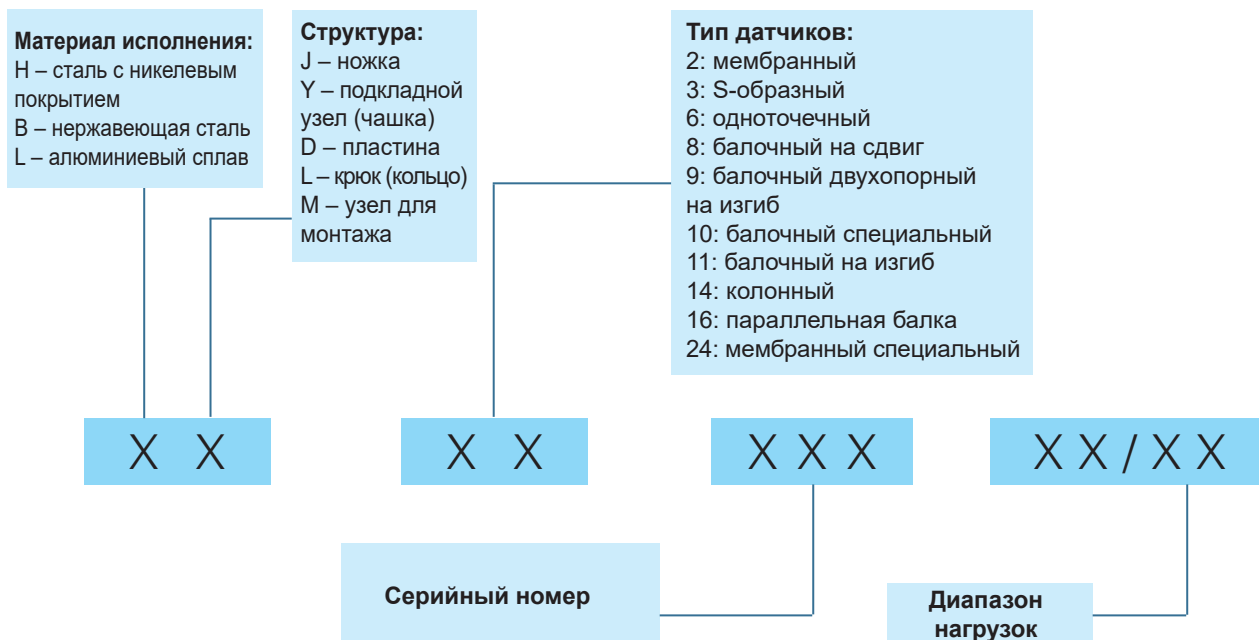 Материал исполнения:
H – сталь с никелевым
покрытием
B – нержавеющая сталь
L – алюминиевый сплав
Структура:
J – ножка
Y – подкладной
узел (чашка)
D – пластина
L – крюк (кольцо)
M – узел для
монтажа
Тип датчиков:
2: мембранный
3: S-образный
6: одноточечный
8: балочный на сдвиг
9: балочный двухопорный
на изгиб
10: балочный специальный
11: балочный на изгиб
14: колонный
16: параллельная балка
24: мембранный специальный
X X
X X
X X X
X X / X X
Серийный номер
Диапазон
нагрузок